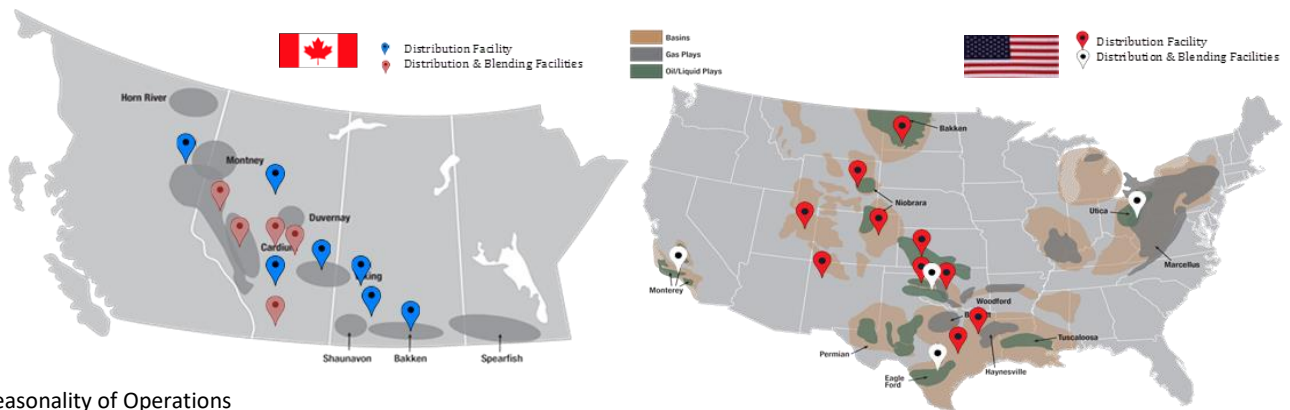 Distribution Facility
Distribution & Blending Facilities
Horn River
Montney
Duvernay
Shaunavon
Bakken
Spearfish
Basins
Gas Plays
Oil/Liquid Plays
Distribution Facility
Distribution & Blending Facilities
Bakken
Niobrara
Utica
Marcellus
Monterey
Woodford
Tuscaloosa
Permian
Haynesville
Eagle
Ford
easonality of Operations